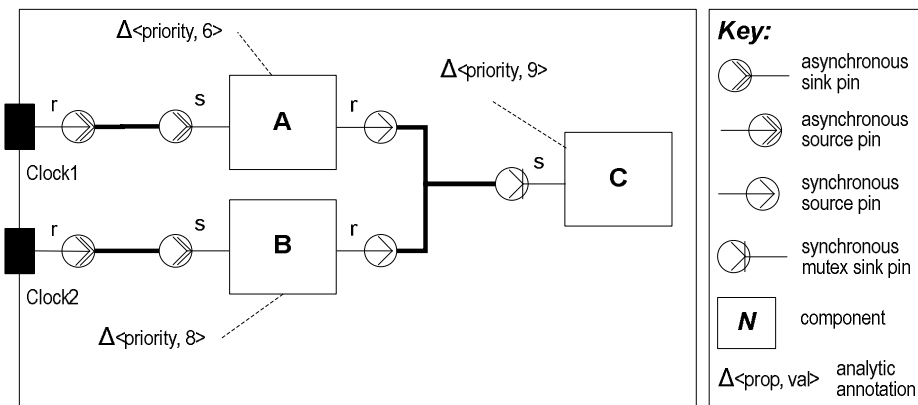 Δ<priority, 6>
Δ<priority, 9>
r
s
A
r
Clock1
s
C
r
s
B
r
Clock2
Δ<priority, 8>
Key:
asynchronous
sink pin
asynchronous
source pin
synchronous
source pin
synchronous
mutex sink pin
N
component
Δ<prop, val>
analytic
annotation